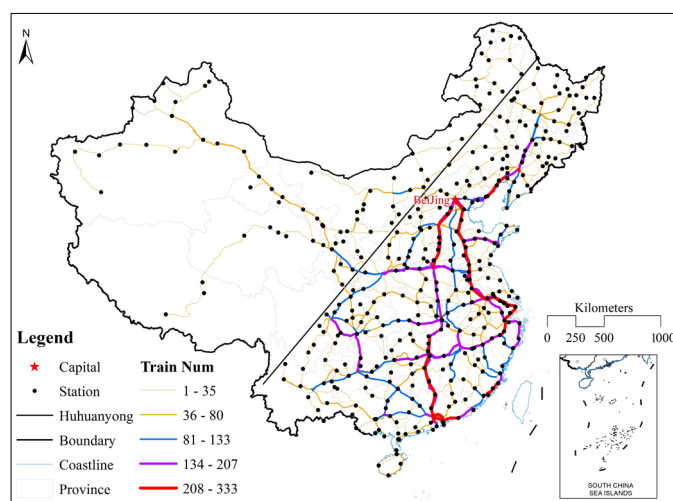 N
BeiJing
Legend
Capital
Station
Huhuanyong
Boundary
Coastline
Province
Train Num
1 - 35
36 - 80
81 - 133
134 - 207
208 - 333
Kilometers
0 250 500 1000
SOUTH CHINA
SEA ISLANDS